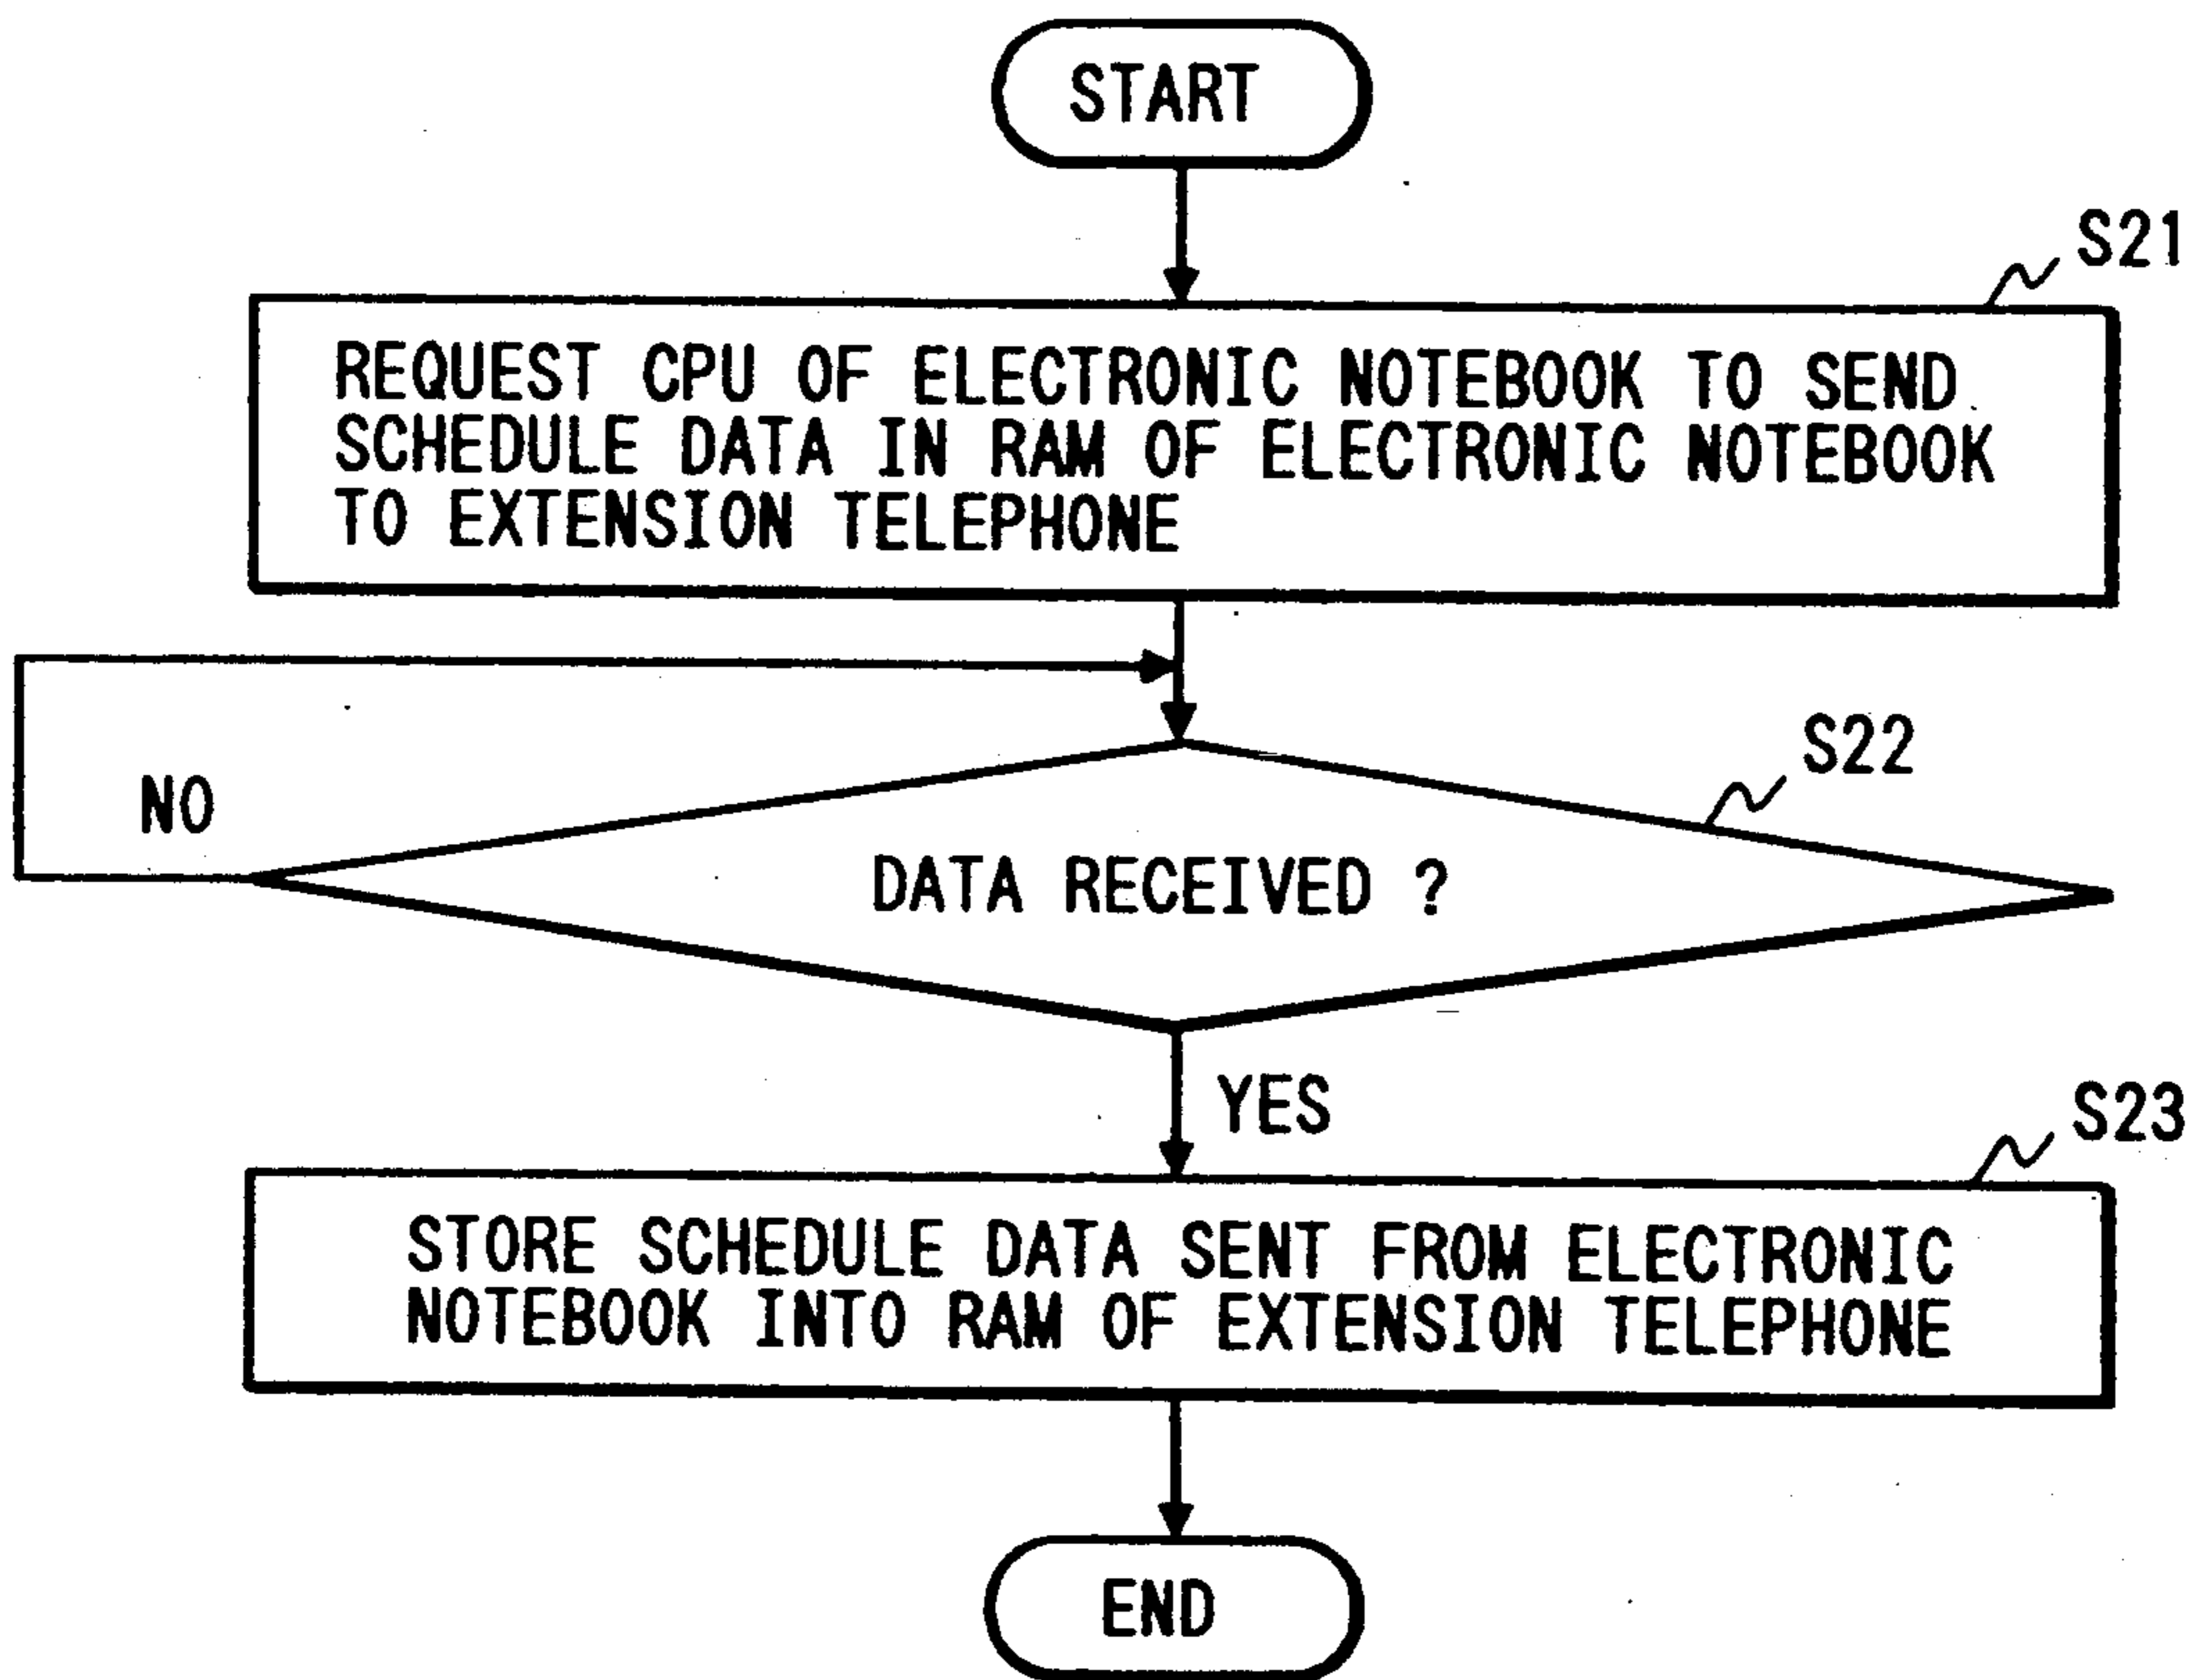 START
S21
REQUEST CPU OF ELECTRONIC NOTEBOOK TO SEND
SCHEDULE DATA IN RAM OF ELECTRONIC NOTEBOOK
TO EXTENSION TELEPHONE
S22
NO
DATA RECEIVED ?
YES
S23
STORE SCHEDULE DATA SENT FROM ELECTRONIC
NOTEBOOK INTO RAM OF EXTENSION TELEPHONE
END